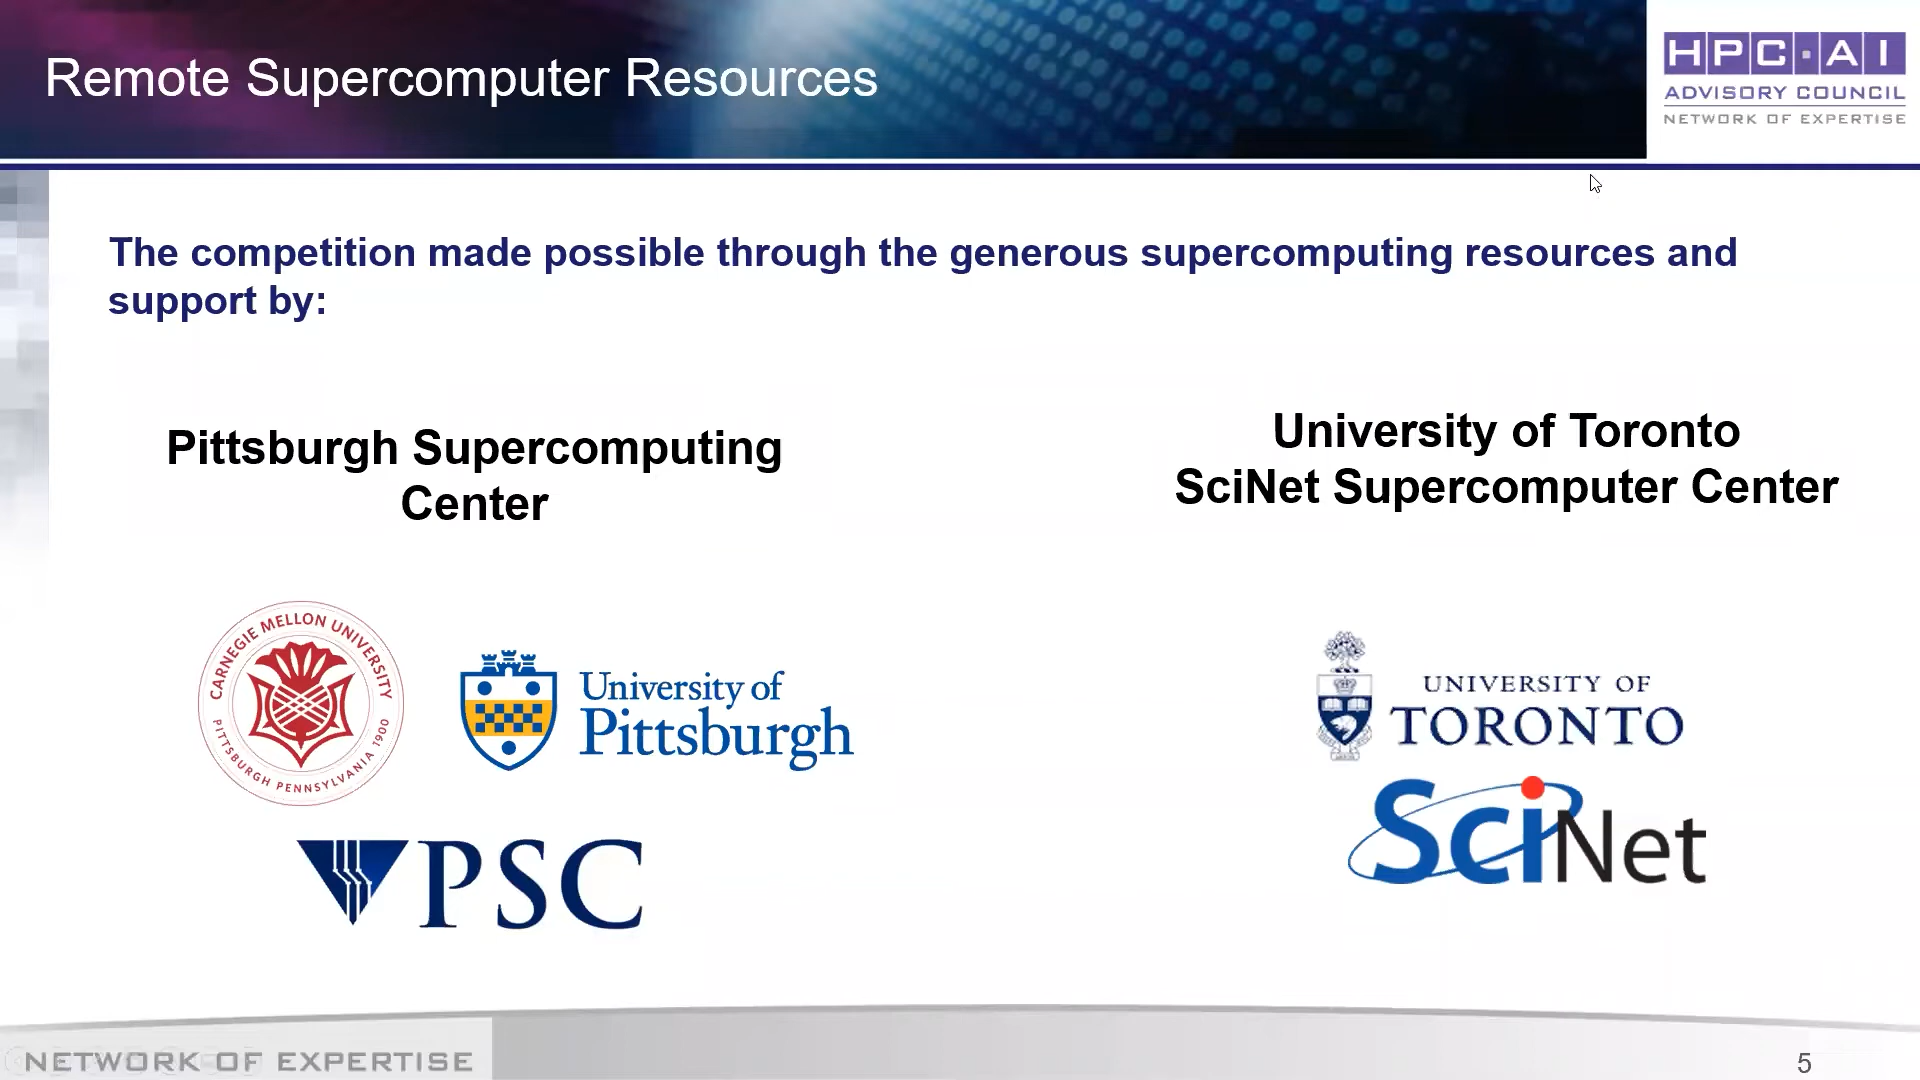 Remote Supercomputer Resources
HPC·AI
ADVISORY COUNCIL
NETWORK OF EXPERTISE
The competition made possible through the generous supercomputing resources and
support by:
Pittsburgh Supercomputing
Center
University of Toronto
SciNet Supercomputer Center
CARNEGIE MELLON UNIVERSITY
PITTSBURGH PENNSYLVANIA 1900
University of
Pittsburgh
PSC
UNIVERSITY OF
TORONTO
SciNet
NETWORK OF EXPERTISE
5